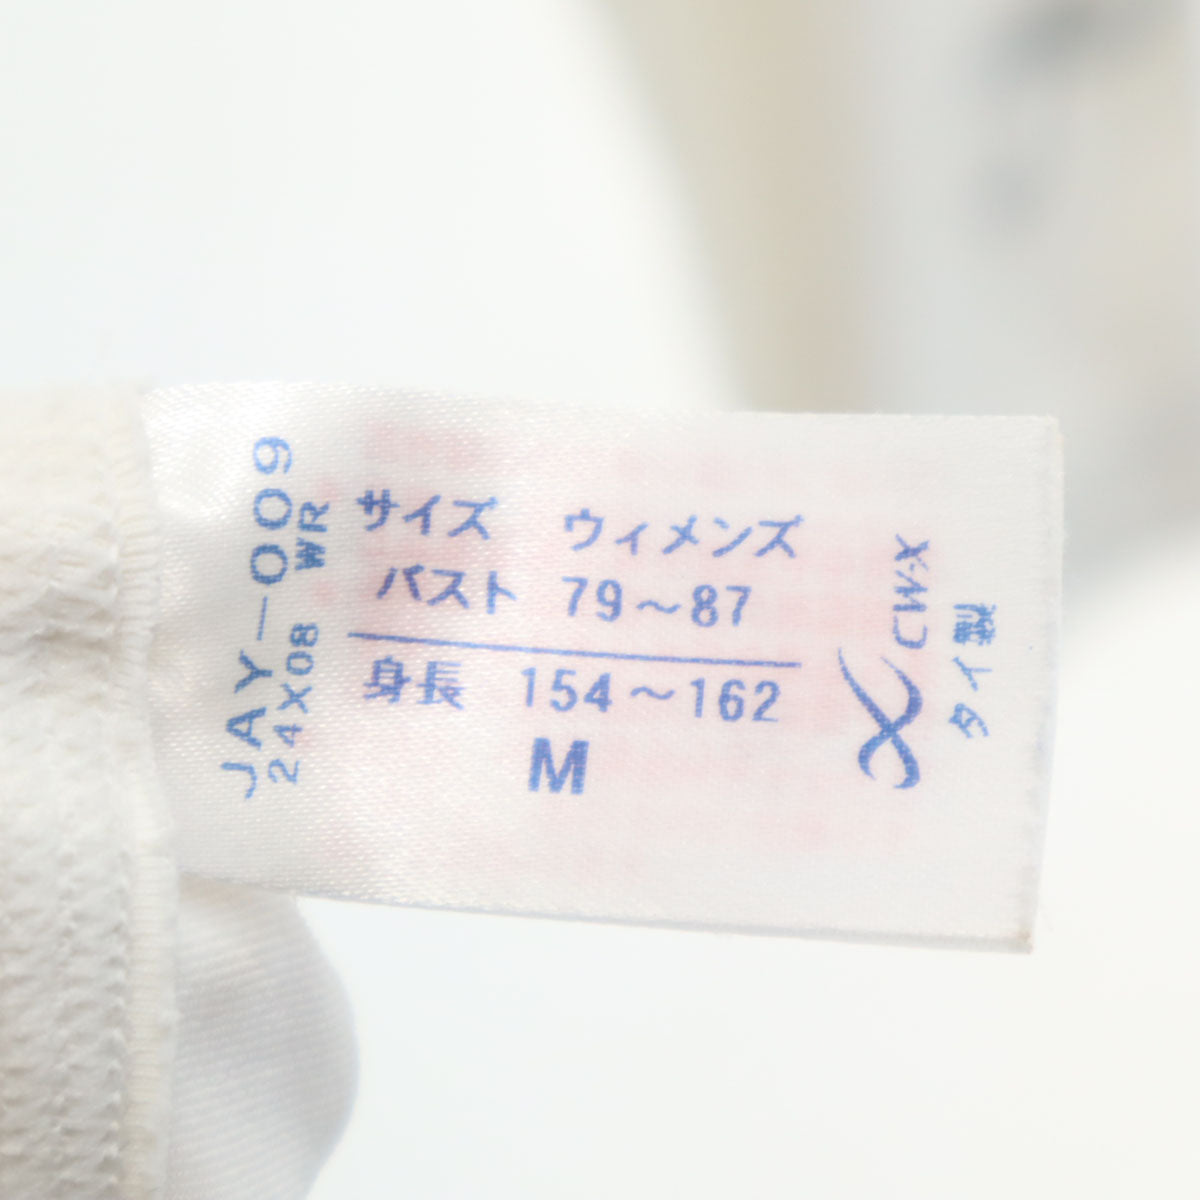 サイズ ウィメンズ
バスト 79〜87
身長 154〜162
M
JAY-009
24X08 WR
CW-X
タイ製